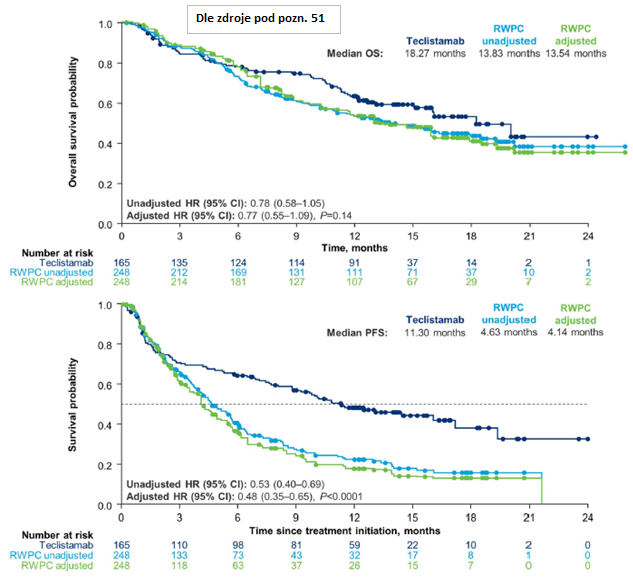 Dle zdroje pod pozn. 51
RWPC RWPC
Teclistamab unadjusted adjusted
Median OS: 18.27 months 13.83 months 13.54 months
Overall survival probability
1.0
0.8
0.6
0.4
0.2
0.0
Unadjusted HR (95% CI): 0.78 (0.58–1.05)
Adjusted HR (95% CI): 0.77 (0.55–1.09), P=0.14
0 3 6 9 12 15 18 21 24
Time, months
Number at risk
Teclistamab 165 135 124 114 91 37 14 2 1
RWPC unadjusted 248 212 169 131 111 71 37 10 2
RWPC adjusted 248 214 181 127 107 67 29 7 2
RWPC RWPC
Teclistamab unadjusted adjusted
Median PFS: 11.30 months 4.63 months 4.14 months
Survival probability
1.0
0.8
0.6
0.4
0.2
0.0
Unadjusted HR (95% CI): 0.53 (0.40–0.69)
Adjusted HR (95% CI): 0.48 (0.35–0.65), P<0.0001
0 3 6 9 12 15 18 21 24
Time since treatment initiation, months
Number at risk
Teclistamab 165 110 98 81 59 22 10 2 0
RWPC unadjusted 248 133 73 43 32 17 8 1 0
RWPC adjusted 248 118 63 37 26 15 7 0 0